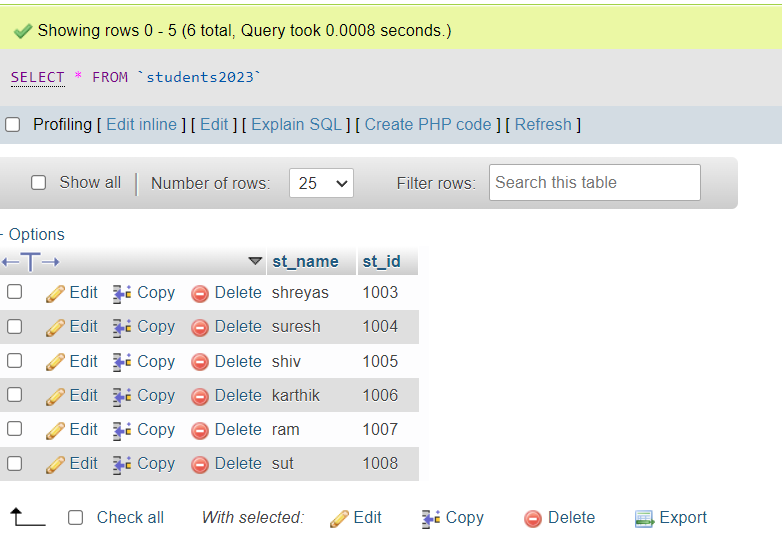 Showing rows 0 - 5 (6 total, Query took 0.0008 seconds.)
SELECT * FROM `students2023`
Profiling [ Edit inline ] [ Edit ] [ Explain SQL ] [ Create PHP code ] [ Refresh ]
Show all | Number of rows: 25 Filter rows: Search this table
Options
st_name st_id
Edit Copy Delete shreyas 1003
Edit Copy Delete suresh 1004
Edit Copy Delete shiv 1005
Edit Copy Delete karthik 1006
Edit Copy Delete ram 1007
Edit Copy Delete sut 1008
Check all With selected: Edit Copy Delete Export